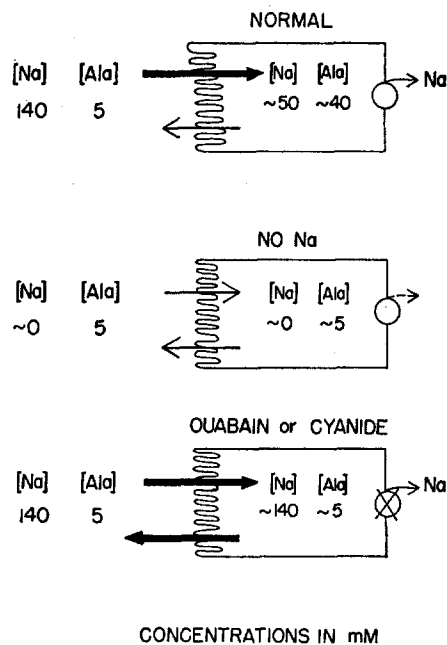 NORMAL
[Na] [Ala] [Na] [Ala] Na
140 5 ~50 ~40
NO Na
[Na] [Ala] [Na] [Ala]
~0 5 ~0 ~5
OUABAIN or CYANIDE
[Na] [Ala] [Na] [Ala] Na
140 5 ~140 ~5
CONCENTRATIONS IN mM